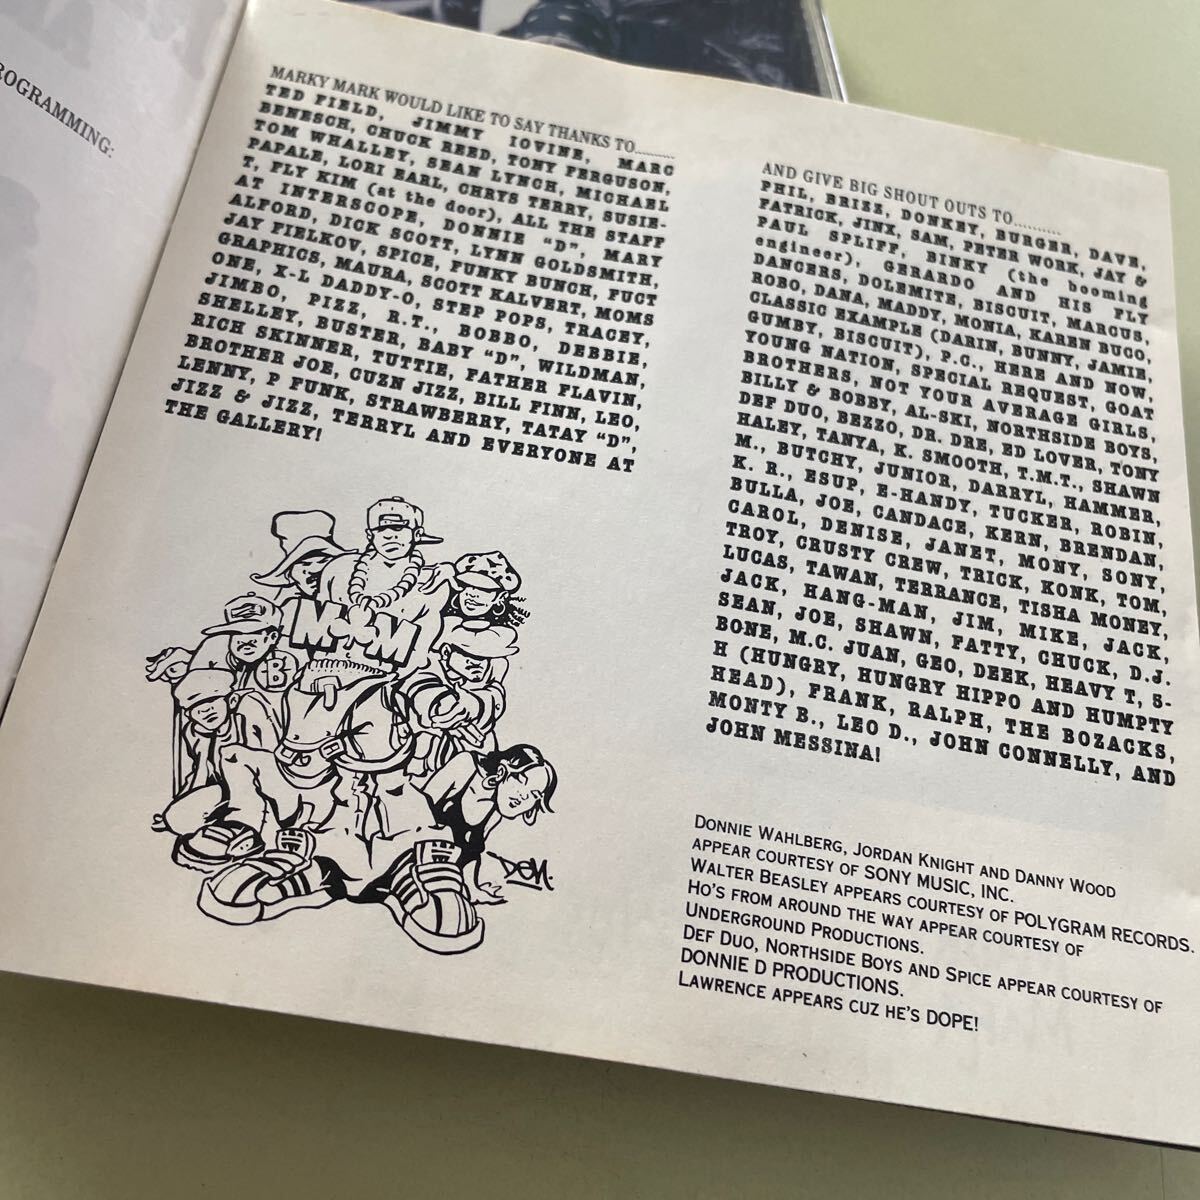 ROGRAMMING:
MARKY MARK WOULD LIKE TO SAY THANKS TO..........
TED FIELD, JIMMY IOVINE, MARC
BENESCH, CHUCK REED, TONY FERGUSON,
TOM WHALLEY, SEAN LYNCH, MICHAEL
PAPALE, LORI EARL, CHRYS TERRY, SUSIE-
T, FLY KIM (at the door), ALL THE STAFF
AT INTERSCOPE, DONNIE "D", MARY
ALFORD, DICK SCOTT, LYNN GOLDSMITH,
JAY FIELKOV, SPICE, FUNKY BUNCH, FUCT
GRAPHICS, MAURA, SCOTT KALVERT, MOMS
ONE, X-L DADDY-O, STEP POPS, TRACEY,
JIMBO, PIZZ, R.T., BOBBO, DEBBIE,
SHELLEY, BUSTER, BABY "D", WILDMAN,
RICH SKINNER, TUTTIE, FATHER FLAVIN,
BROTHER JOE, CUZN JIZZ, BILL FINN, LEO,
LENNY, P FUNK, STRAWBERRY, TATAY "D",
JIZZ & JIZZ, TERRYL AND EVERYONE AT
THE GALLERY!
M M
B
Den.
AND GIVE BIG SHOUT OUTS TO...........
PHIL, BRIZZ, DONKEY, BURGER, DAVE,
PATRICK, JINX, SAM, PETER WORK, JAY &
PAUL SPLIFF, BINKY (the booming
engineer), GERARDO AND HIS FLY
DANCERS, DOLEMITE, BISCUIT, MARCUS,
ROBO, DANA, MADDY, MONIA, KAREN BUCO,
CLASSIC EXAMPLE (DARIN, BUNNY, JAMIE,
GUMBY, BISCUIT), P.C., HERE AND NOW,
YOUNG NATION, SPECIAL REQUEST, GOAT
BROTHERS, NOT YOUR AVERAGE GIRLS,
BILLY & BOBBY, AL-SKI, NORTHSIDE BOYS,
DEF DUO, BEZZO, DR. DRE, ED LOVER, TONY
HALEY, TANYA, K. SMOOTH, T.M.T., SHAWN
M., BUTCHY, JUNIOR, DARRYL, HAMMER,
K. R., ESUP, E-HANDY, TUCKER, ROBIN,
BULLA, JOE, CANDACE, KERN, BRENDAN,
CAROL, DENISE, JANET, MONY, SONY,
TROY, CRUSTY CREW, TRICK, KONK, TOM,
LUCAS, TAWAN, TERRANCE, TISHA MONEY,
JACK, HANG-MAN, JIM, MIKE, JACK,
SEAN, JOE, SHAWN, FATTY, CHUCK, D.J.
BONE, M.C. JUAN, GEO, DEEK, HEAVY T, S-
H (HUNGRY, HUNGRY HIPPO AND HUMPTY
HEAD), FRANK, RALPH, THE BOZACKS,
MONTY B., LEO D., JOHN CONNELLY, AND
JOHN MESSINA!
DONNIE WAHLBERG, JORDAN KNIGHT AND DANNY WOOD
APPEAR COURTESY OF SONY MUSIC, INC.
WALTER BEASLEY APPEARS COURTESY OF POLYGRAM RECORDS.
HO'S FROM AROUND THE WAY APPEAR COURTESY OF
UNDERGROUND PRODUCTIONS.
DEF DUO, NORTHSIDE BOYS AND SPICE APPEAR COURTESY OF
DONNIE D PRODUCTIONS.
LAWRENCE APPEARS CUZ HE'S DOPE!